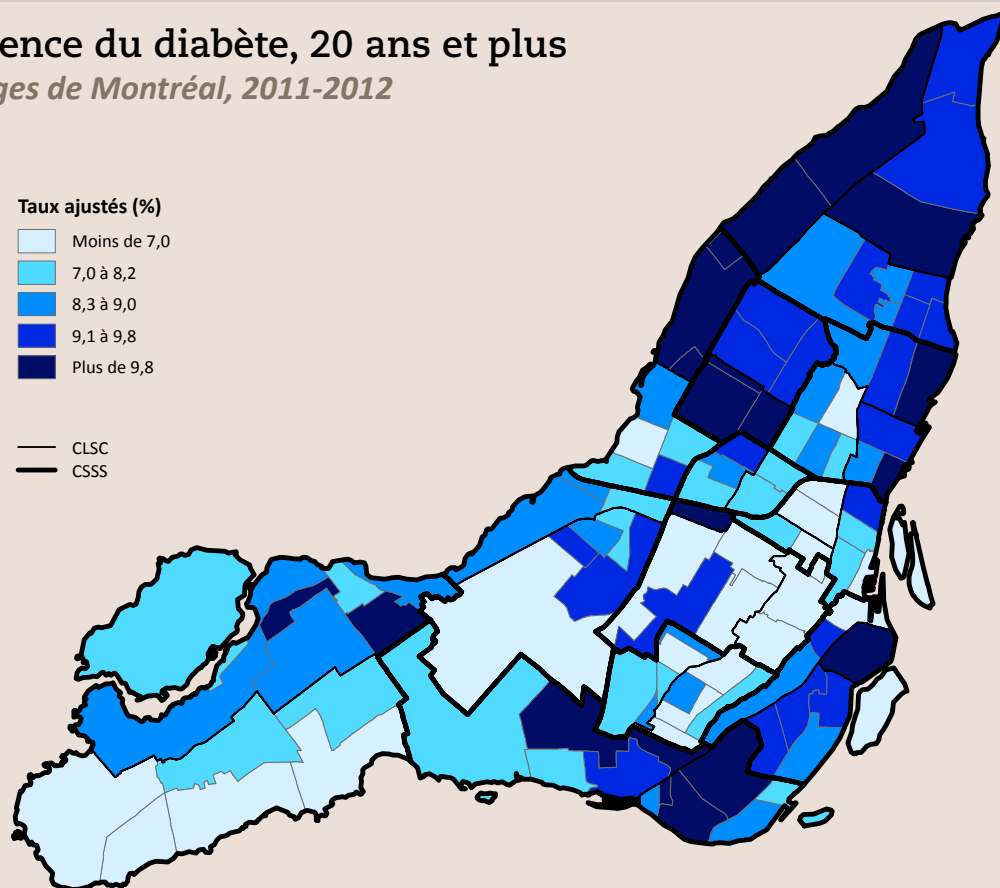 ence du diabète, 20 ans et plus
ges de Montréal, 2011-2012
Taux ajustés (%)
Moins de 7,0
7,0 à 8,2
8,3 à 9,0
9,1 à 9,8
Plus de 9,8
CLSC
CSSS